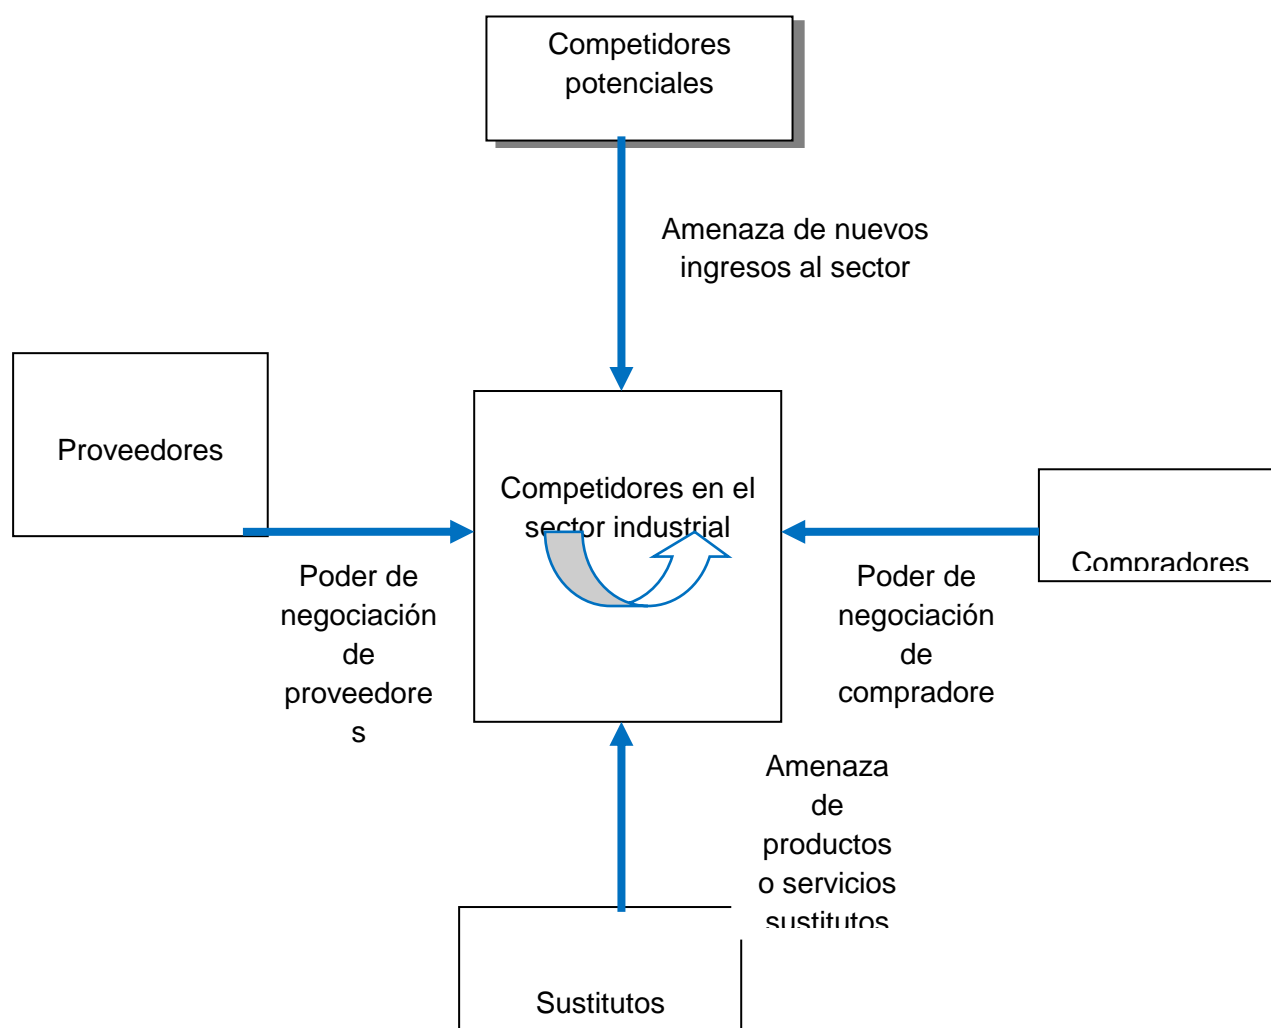 Competidores
potenciales
Amenaza de nuevos
ingresos al sector
Proveedores
Competidores en el
sector industrial
Compradores
Poder de
negociación
de
proveedore
s
Poder de
negociación
de
compradore
Amenaza
de
productos
o servicios
sustitutos
Sustitutos